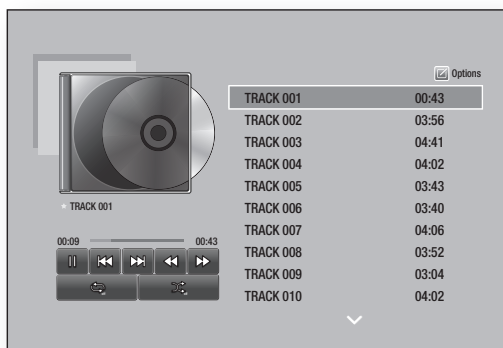 Options
TRACK 001 00:43
TRACK 002 03:56
TRACK 003 04:41
TRACK 004 04:02
TRACK 005 03:43
TRACK 006 03:40
TRACK 007 04:06
TRACK 008 03:52
TRACK 009 03:04
TRACK 010 04:02
TRACK 001
00:09 00:43